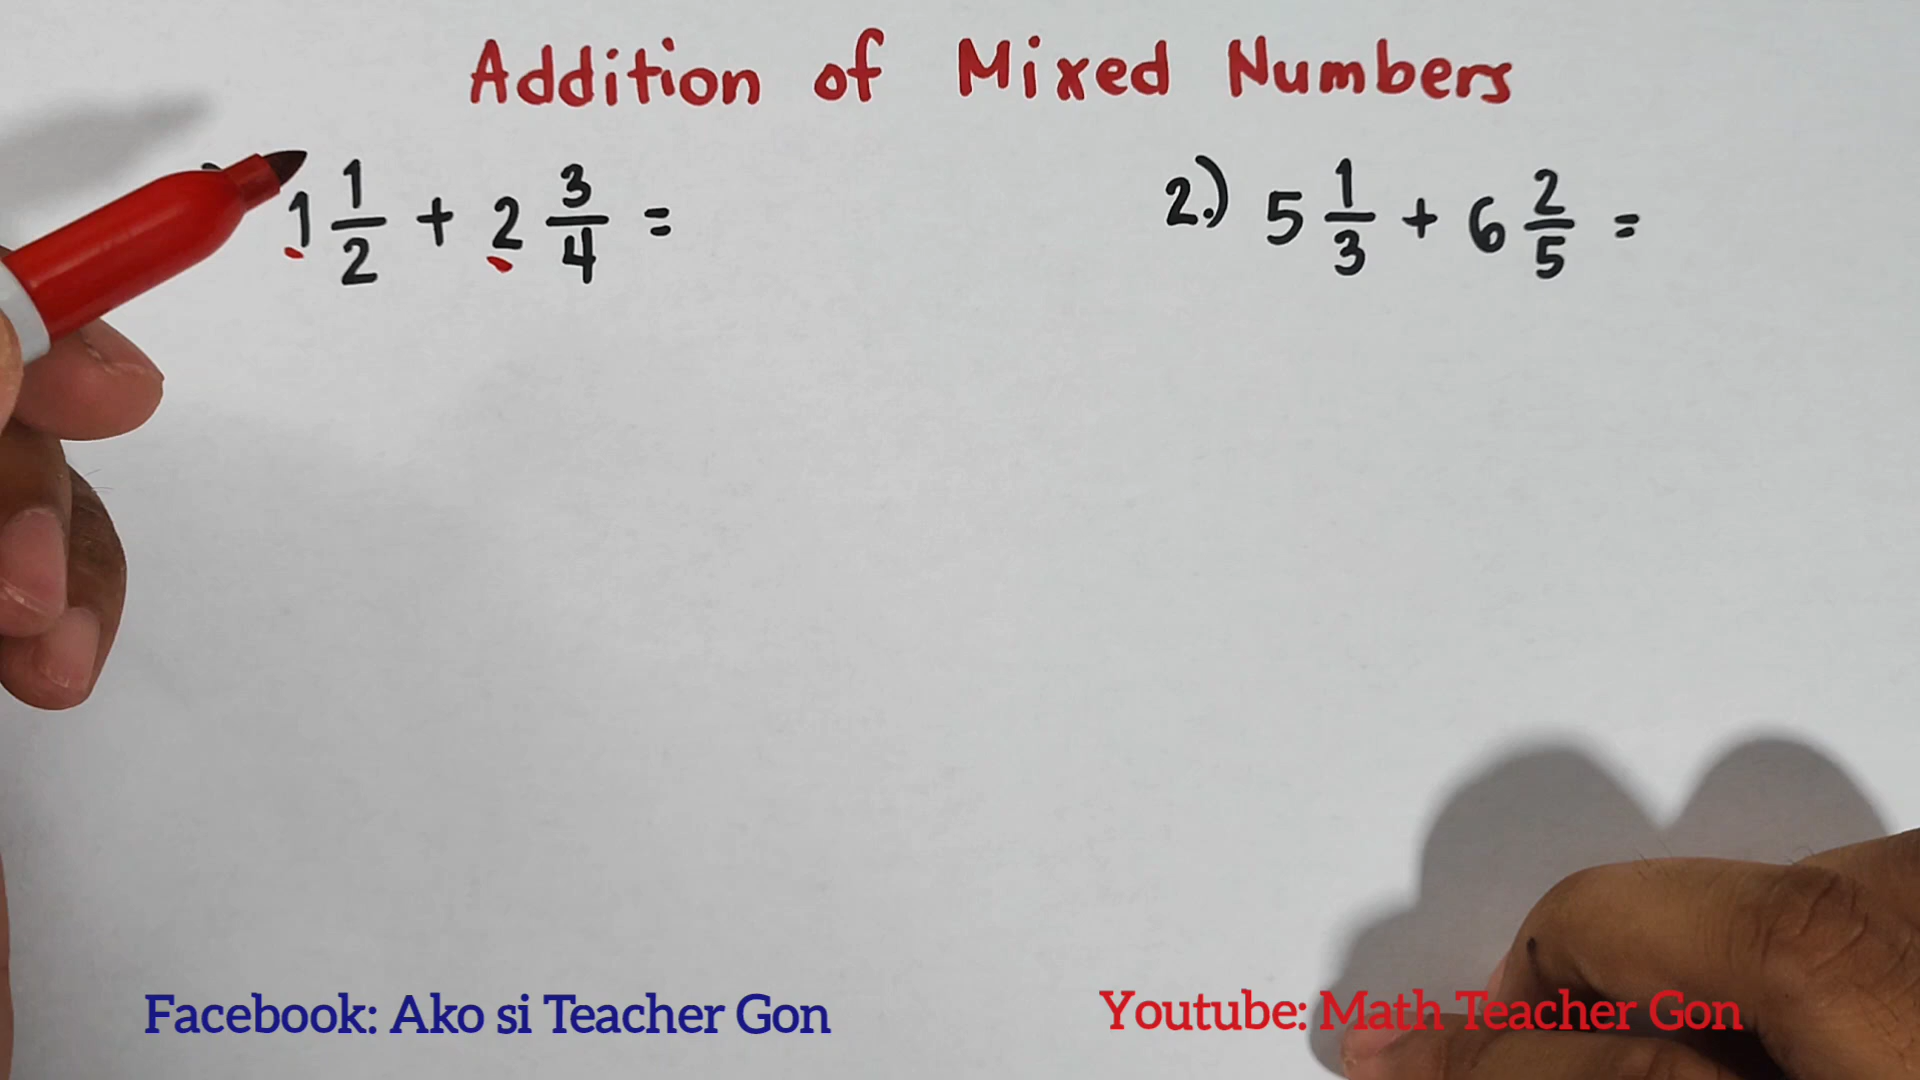 Addition of Mixed Numbers
1 1/2 + 2 3/4 =
2.) 5 1/3 + 6 2/5 =
Facebook: Ako si Teacher Gon
Youtube: Math Teacher Gon